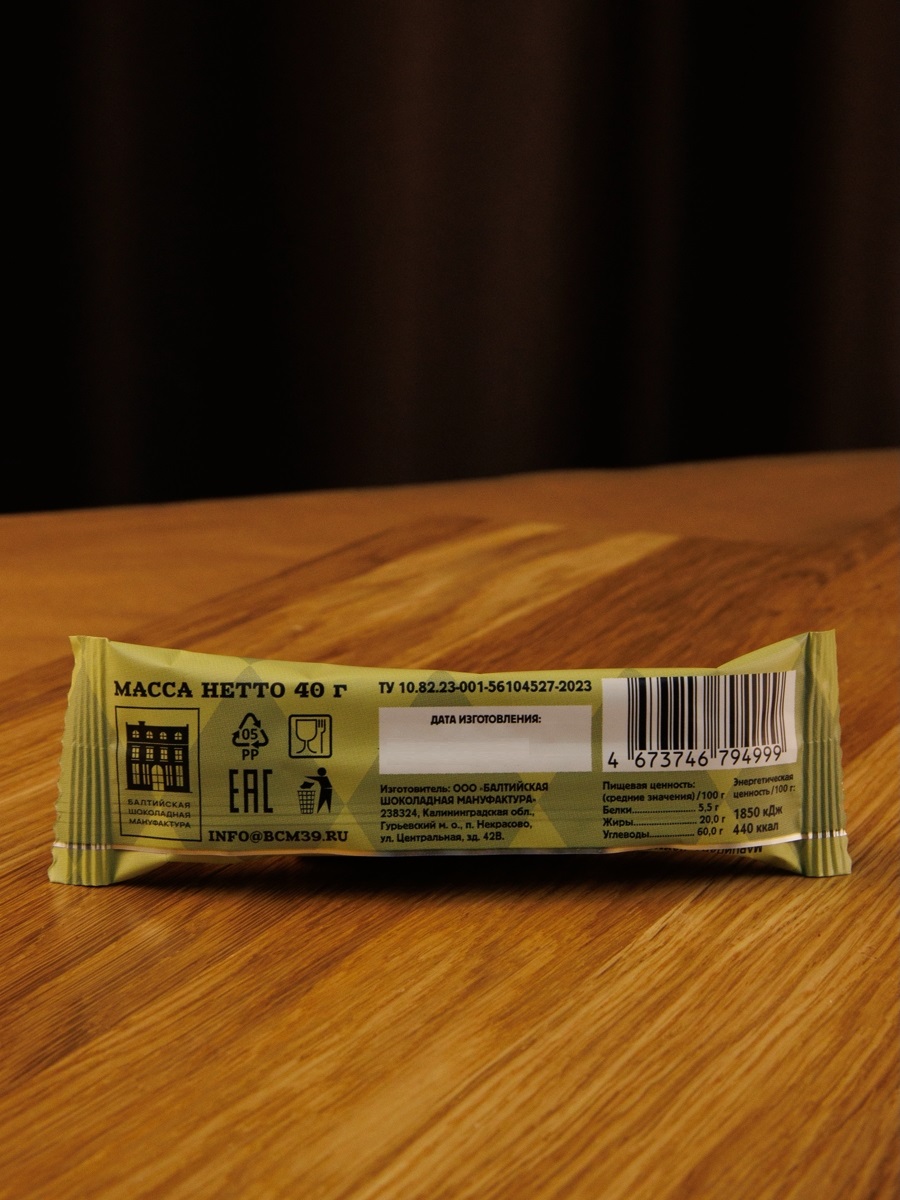 МАССА НЕТТО 40 г
БАЛТИЙСКАЯ
ШОКОЛАДНАЯ
МАНУФАКТУРА
05
PP
EAC
INFO@BCM39.RU
ТУ 10.82.23-001-56104527-2023
ДАТА ИЗГОТОВЛЕНИЯ:
Изготовитель: ООО «БАЛТИЙСКАЯ
ШОКОЛАДНАЯ МАНУФАКТУРА»
238324, Калининградская обл.,
Гурьевский м. о., п. Некрасово,
ул. Центральная, зд. 42В.
4 673746 794999
Пищевая ценность:
(средние значения) /100 г
Белки 5,5 г
Жиры 20,0 г
Углеводы 60,0 г
Энергетическая
ценность /100 г:
1850 кДж
440 ккал